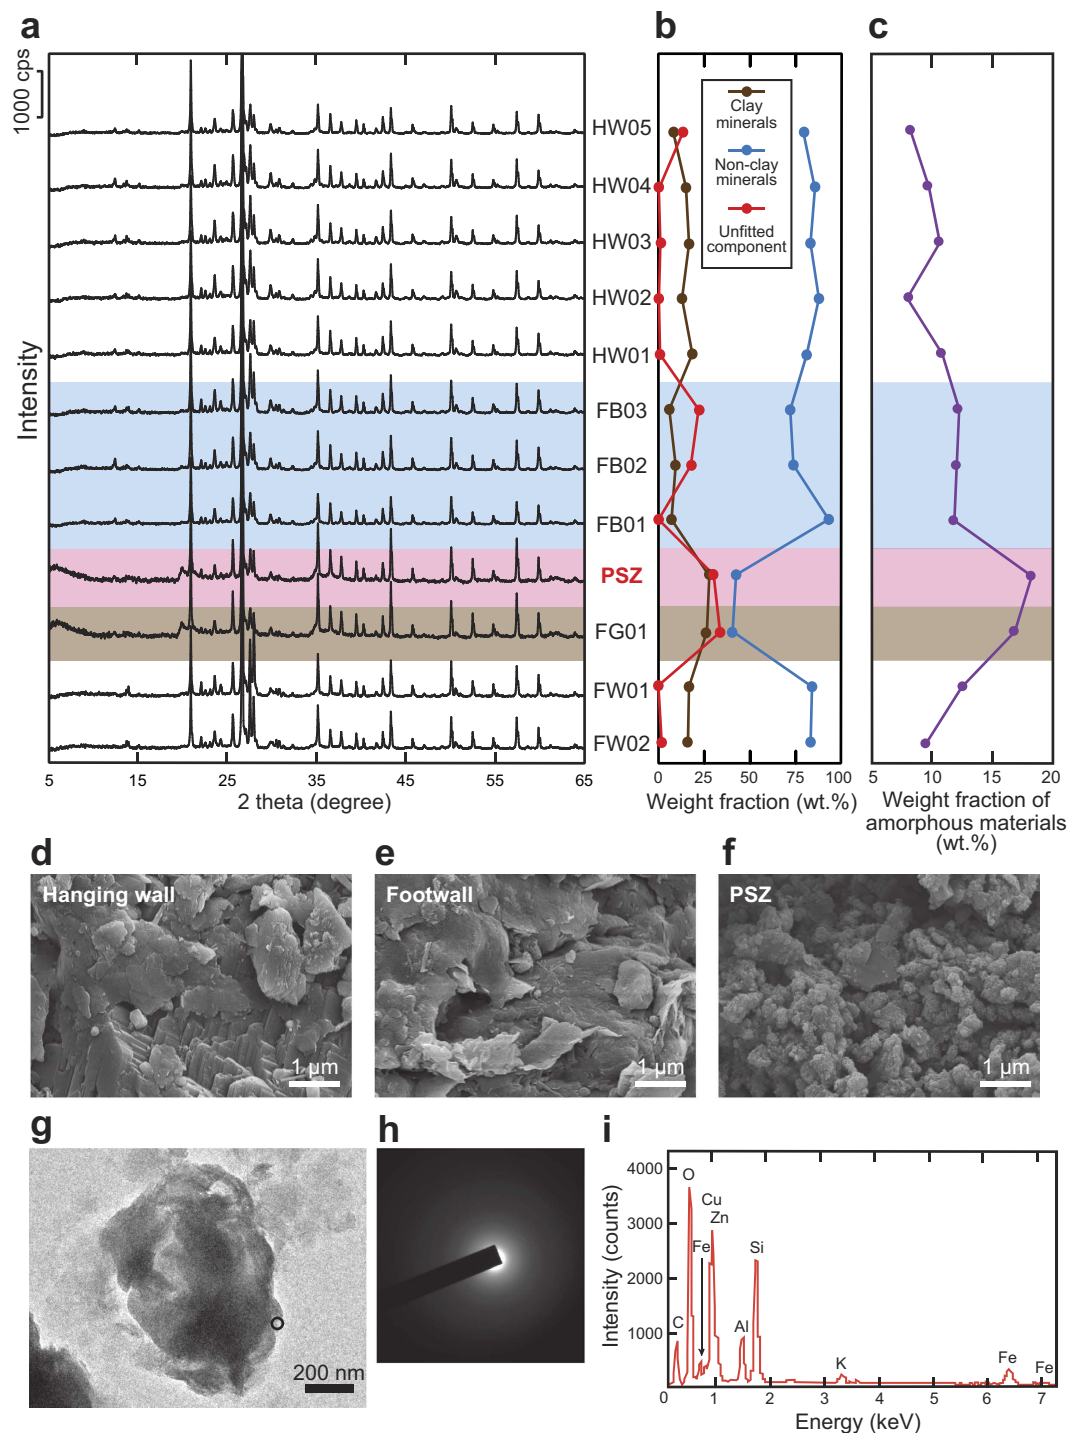 a
b
c
1000 cps
Intensity
HW05
HW04
HW03
HW02
HW01
FB03
FB02
FB01
PSZ
FG01
FW01
FW02
5 15 25 35 45 55 65
2 theta (degree)
Clay
minerals
Non-clay
minerals
Unfitted
component
0 25 50 75 100
Weight fraction (wt.%)
5 10 15 20
Weight fraction of
amorphous materials
(wt.%)
d
Hanging wall
1 µm
e
Footwall
1 µm
f
PSZ
1 µm
g
200 nm
h
i
Intensity (counts)
4000
3000
2000
1000
O
Cu
Zn
Fe
Si
C
Al
K
Fe
Fe
0 1 2 3 4 5 6 7
Energy (keV)